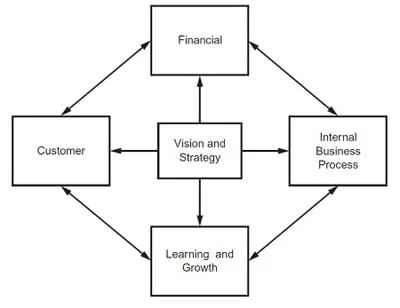 Financial
Customer
Vision and
Strategy
Internal
Business
Process
Learning and
Growth